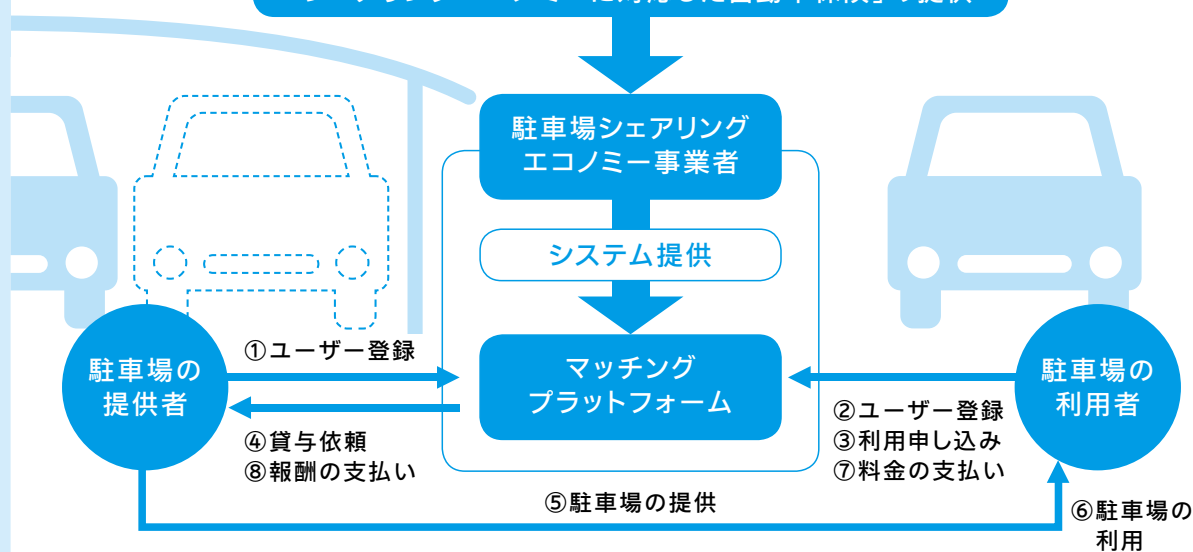 駐車場シェアリング
エコノミー事業者
システム提供
マッチング
プラットフォーム
駐車場の
提供者
①ユーザー登録
④貸与依頼
⑧報酬の支払い
駐車場の
利用者
②ユーザー登録
③利用申し込み
⑦料金の支払い
⑤駐車場の提供
⑥駐車場の
利用